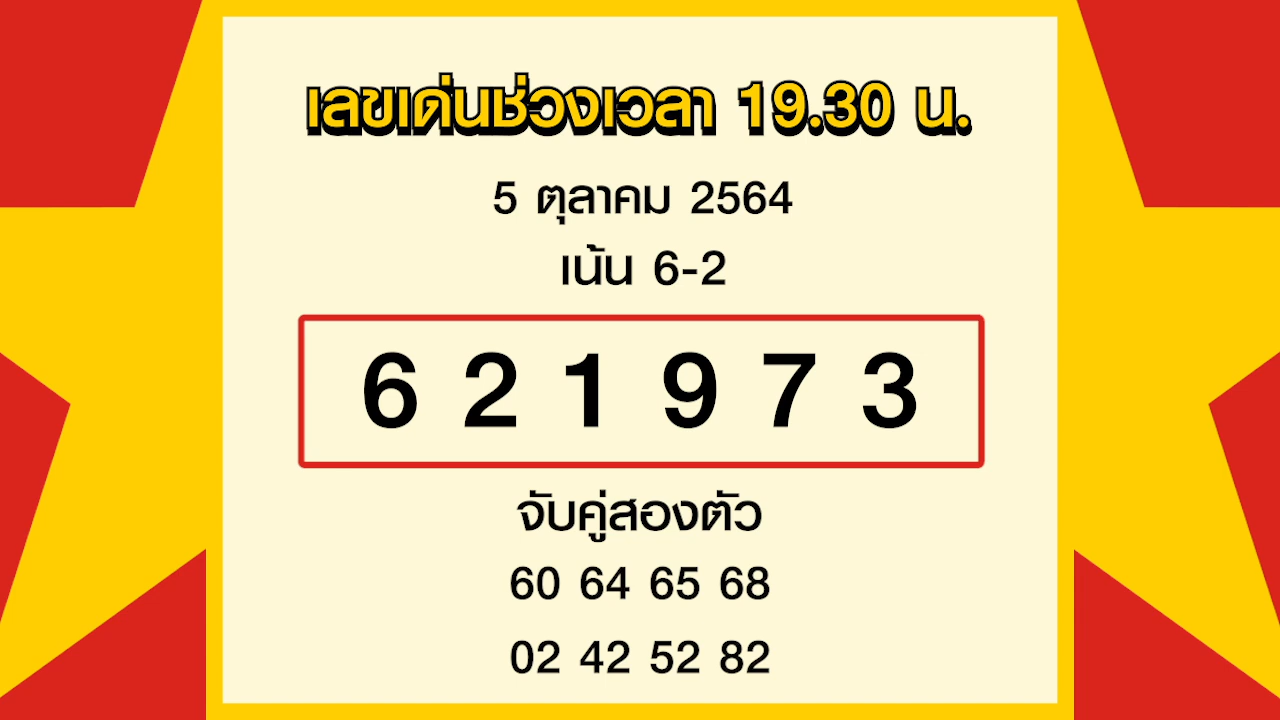 เลขเด่นช่วงเวลา 19.30 น.
5 ตุลาคม 2564
เน้น 6-2
6 2 1 9 7 3
จับคู่สองตัว
60 64 65 68
02 42 52 82